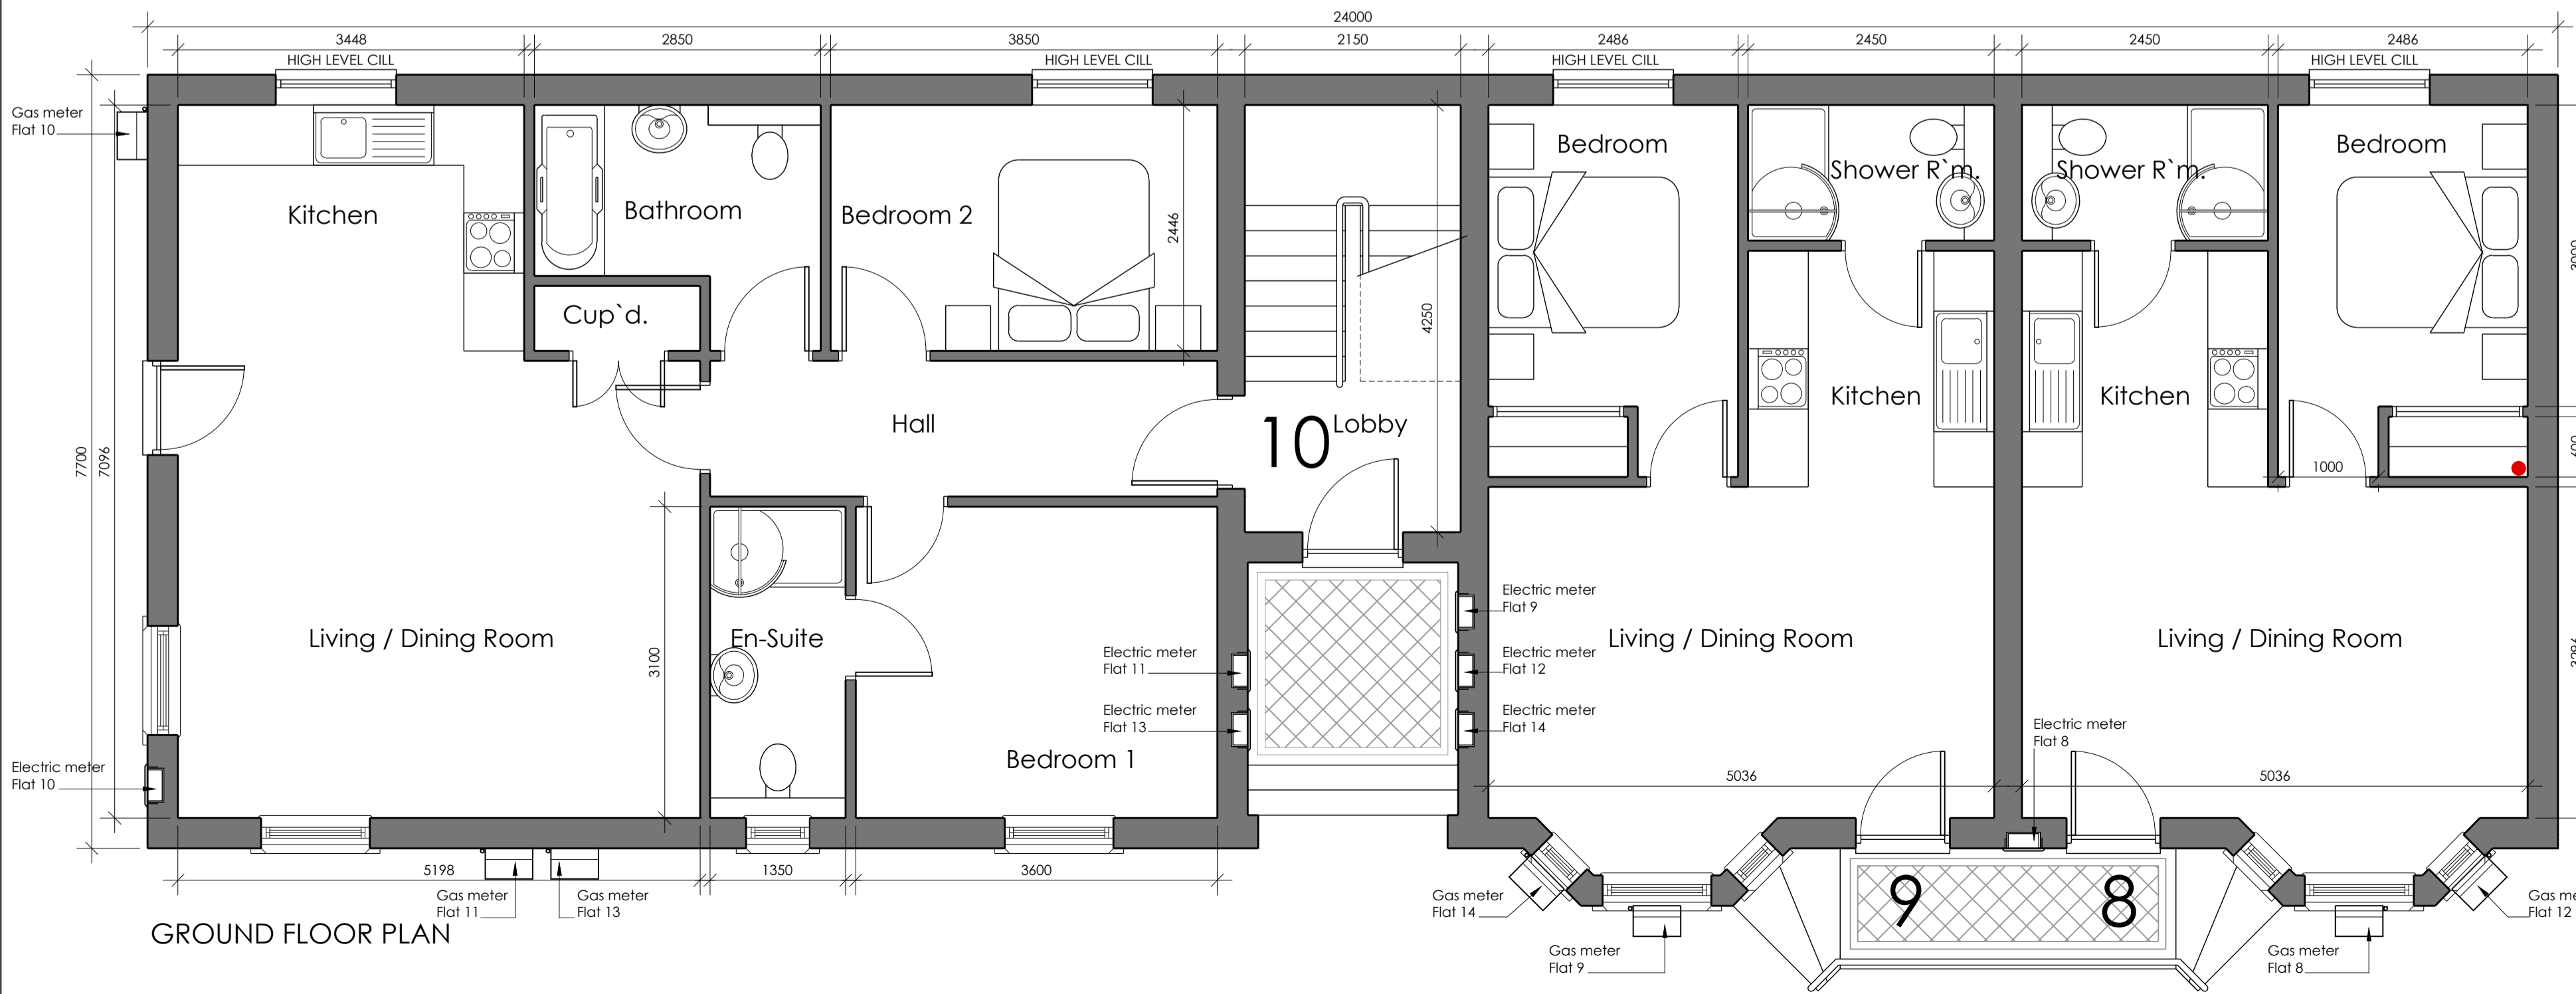 24000
3448
2850
3850
2150
2486
2450
2450
2486
HIGH LEVEL CILL
HIGH LEVEL CILL
HIGH LEVEL CILL
HIGH LEVEL CILL
Gas meter
Flat 10
Kitchen
Bathroom
Bedroom 2
2446
Cup`d.
4250
Hall
10
Lobby
Bedroom
Shower R`m.
Shower R`m.
Bedroom
Kitchen
Kitchen
1000
7700
7096
Living / Dining Room
3100
En-Suite
Bedroom 1
Electric meter
Flat 11
Electric meter
Flat 13
Electric meter
Flat 9
Electric meter
Flat 12
Electric meter
Flat 14
Living / Dining Room
Living / Dining Room
Electric meter
Flat 8
5036
5036
Electric meter
Flat 10
5198
1350
3600
Gas meter
Flat 11
Gas meter
Flat 13
GROUND FLOOR PLAN
Gas meter
Flat 14
Gas meter
Flat 9
9
8
Gas meter
Flat 8
Gas me
Flat 12